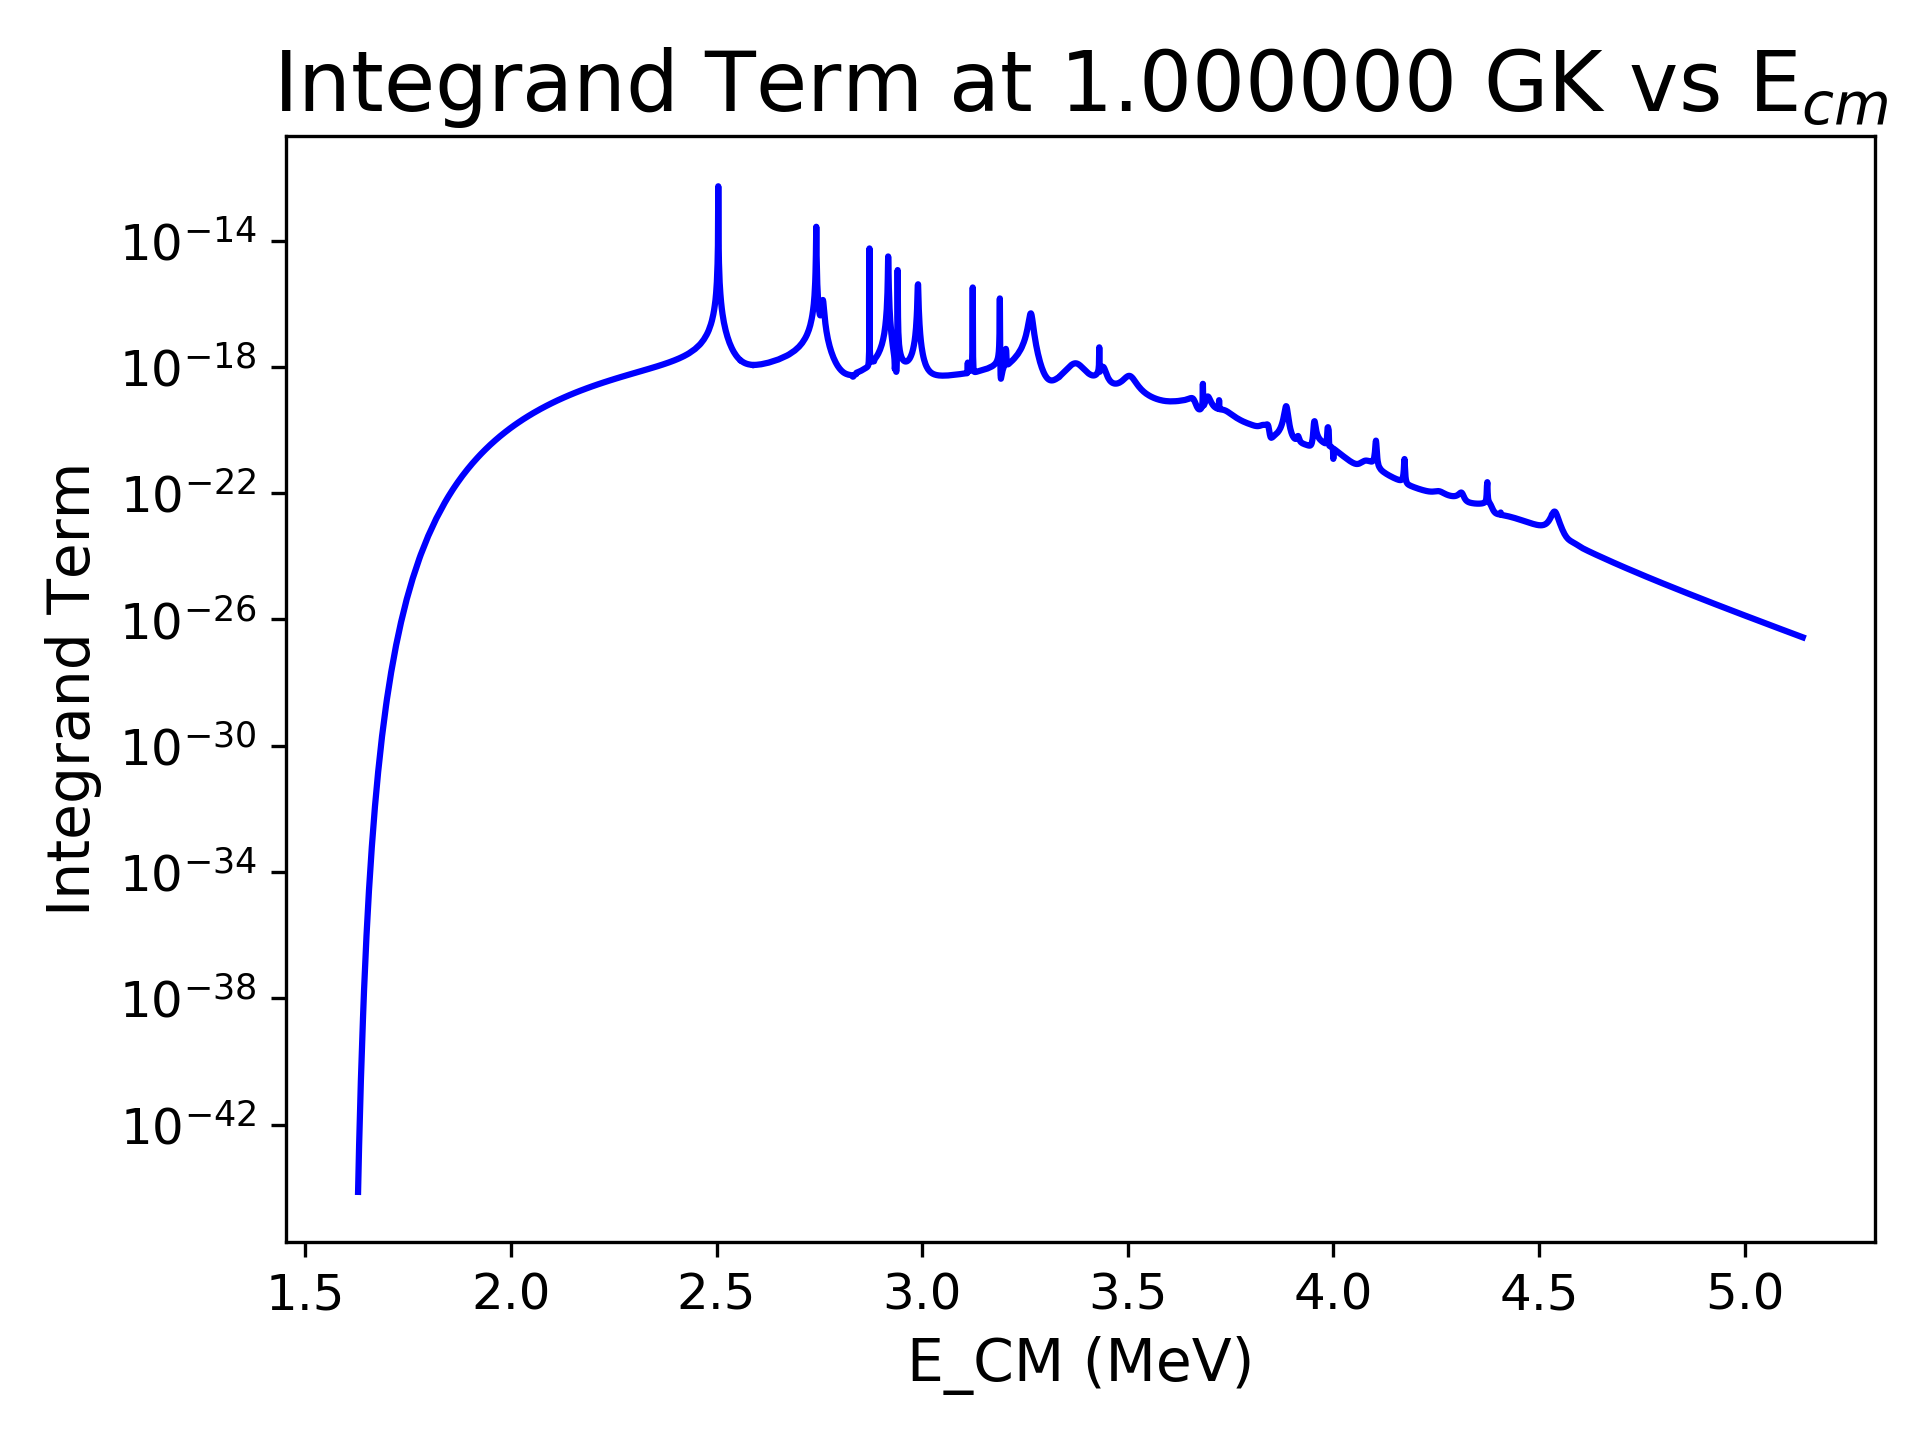 Integrand Term at 1.000000 GK vs E_cm
Integrand Term
10^−14
10^−18
10^−22
10^−26
10^−30
10^−34
10^−38
10^−42
1.5 2.0 2.5 3.0 3.5 4.0 4.5 5.0
E_CM (MeV)